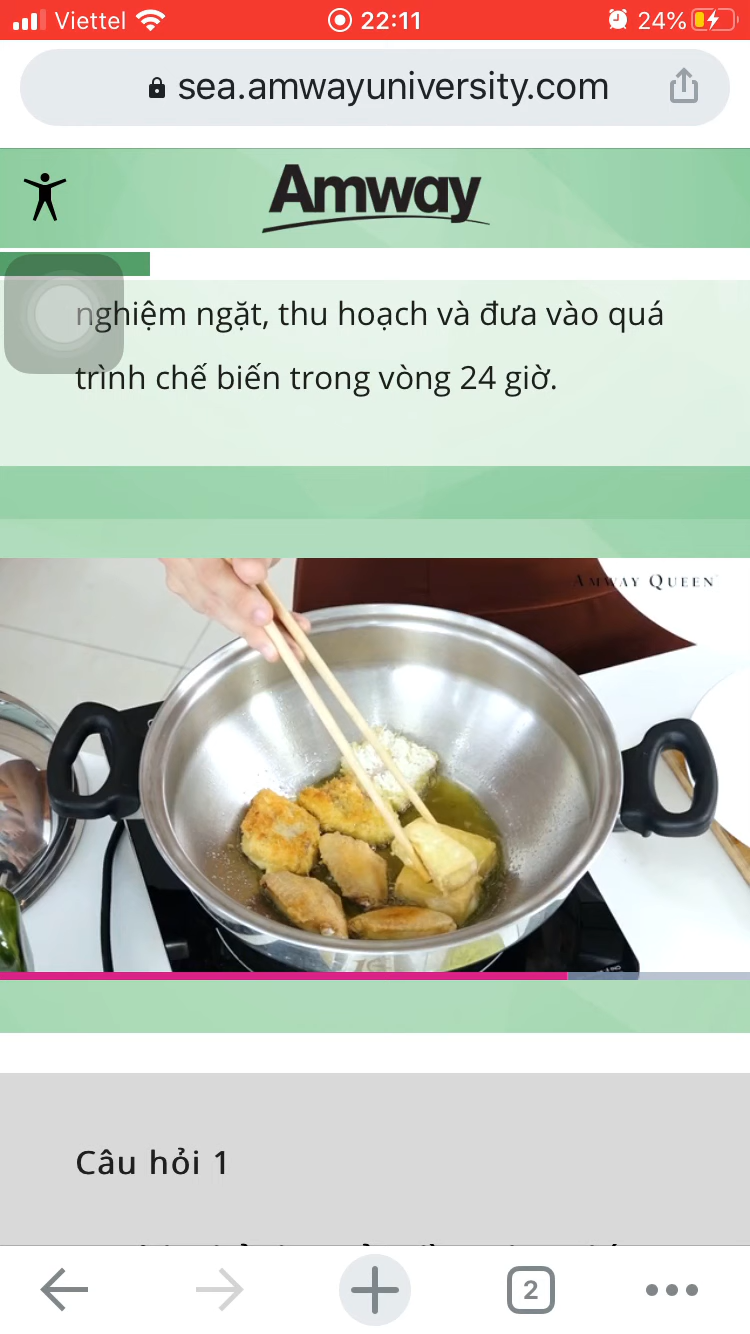 Viettel 22:11 24%
sea.amwayuniversity.com
Amway
nghiệm ngặt, thu hoạch và đưa vào quá
trình chế biến trong vòng 24 giờ.
AMWAY QUEEN
Câu hỏi 1
2